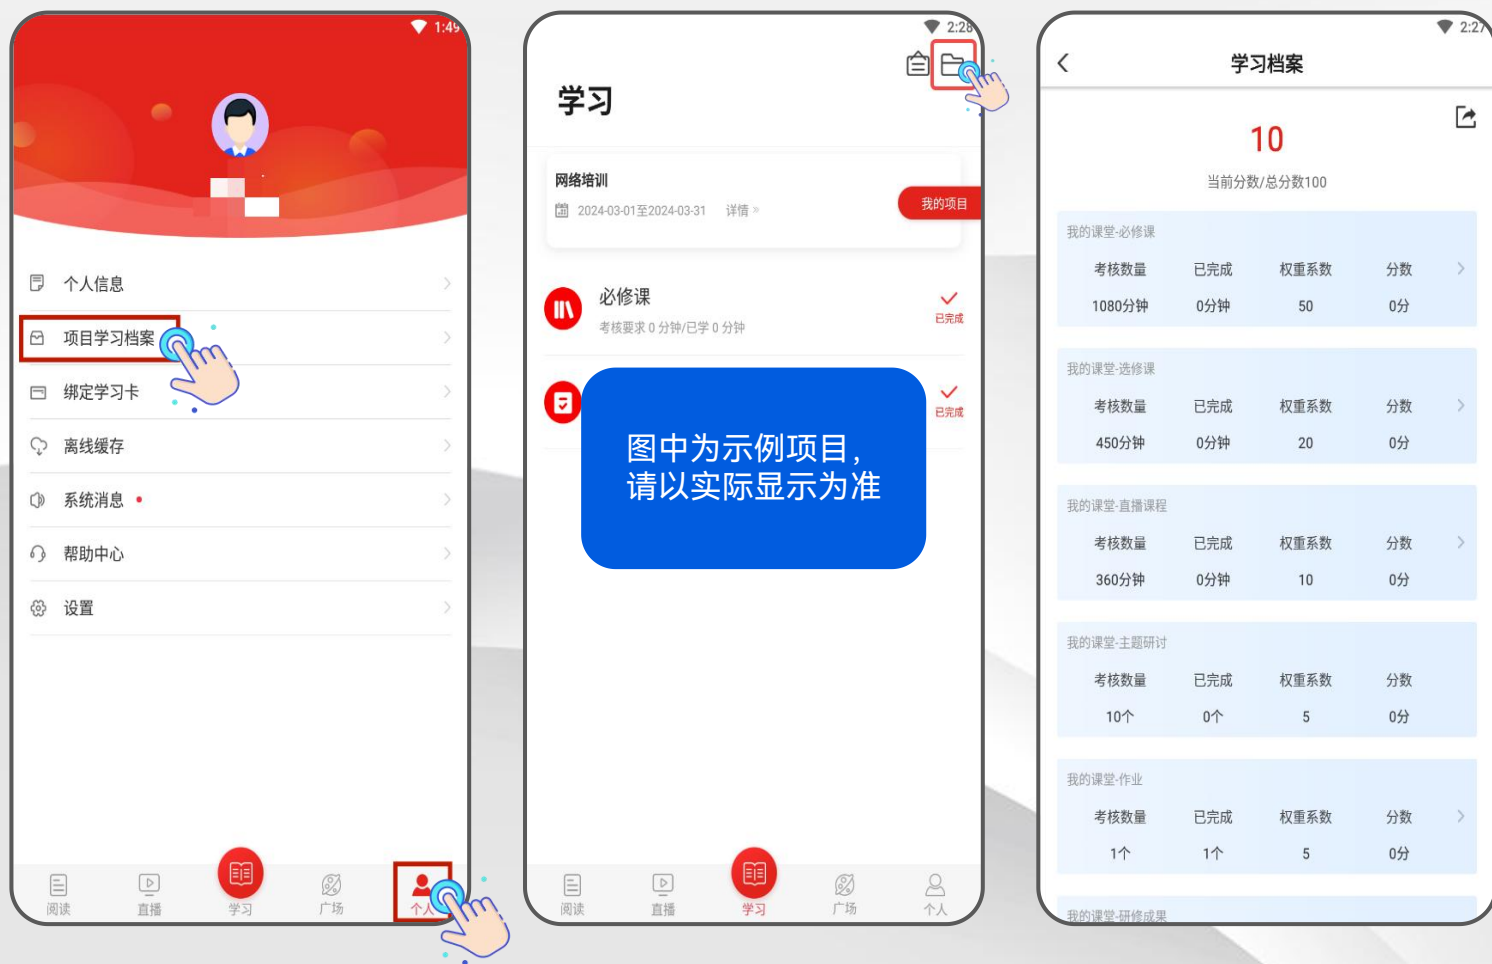 1:49
个人信息
项目学习档案
绑定学习卡
离线缓存
系统消息
帮助中心
设置
阅读
直播
学习
广场
个人
2:28
学习
网络培训
2024-03-01至2024-03-31 详情 »
我的项目
必修课
考核要求 0 分钟/已学 0 分钟
已完成
已完成
图中为示例项目,
请以实际显示为准
阅读
直播
学习
广场
个人
2:27
学习档案
10
当前分数/总分数100
我的课堂-必修课
考核数量 已完成 权重系数 分数
1080分钟 0分钟 50 0分
我的课堂-选修课
考核数量 已完成 权重系数 分数
450分钟 0分钟 20 0分
我的课堂-直播课程
考核数量 已完成 权重系数 分数
360分钟 0分钟 10 0分
我的课堂-主题研讨
考核数量 已完成 权重系数 分数
10个 0个 5 0分
我的课堂-作业
考核数量 已完成 权重系数 分数
1个 1个 5 0分
我的课堂-研修成果